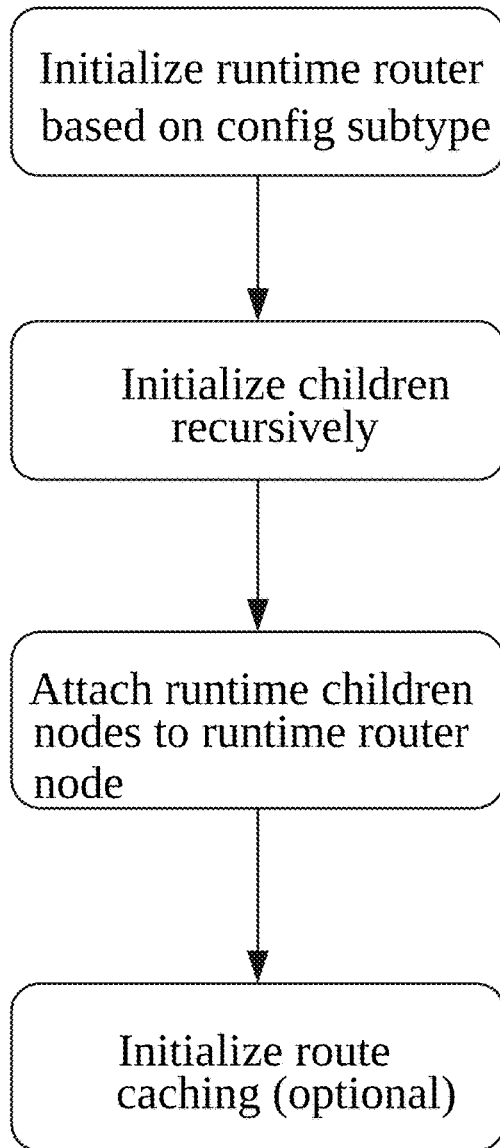 Initialize runtime router
based on config subtype
Initialize children
recursively
Attach runtime children
nodes to runtime router
node
Initialize route
caching (optional)